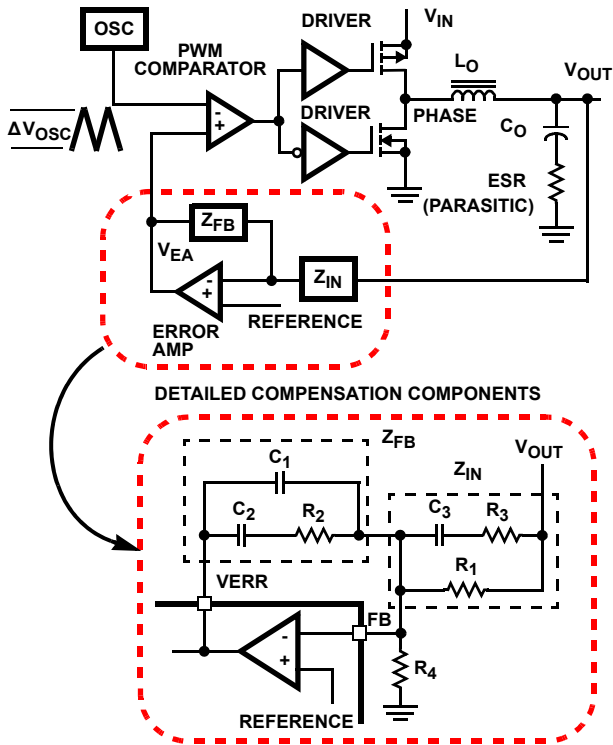 OSC
PWM
COMPARATOR
DRIVER
V_IN
L_O
V_OUT
ΔV_OSC
-
+
DRIVER
PHASE
C_O
ESR
(PARASITIC)
Z_FB
V_EA
Z_IN
-
+
REFERENCE
ERROR
AMP
DETAILED COMPENSATION COMPONENTS
Z_FB
C_1
Z_IN
V_OUT
C_2
R_2
C_3
R_3
R_1
VERR
FB
-
+
R_4
REFERENCE